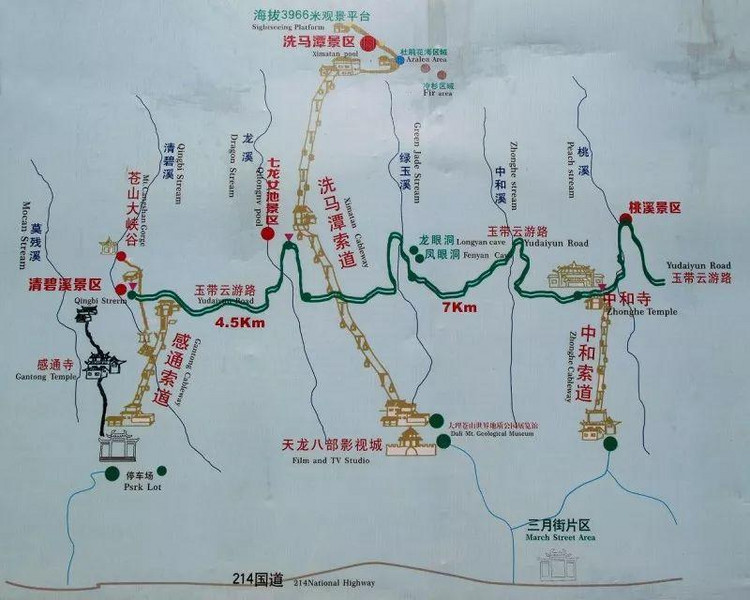 海拔3966米观景平台
Sightseeing Platform
洗马潭景区
Ximatan pool
杜鹃花海区域
Azalea Area
冷杉区域
Fir area
莫残溪
Mocan Stream
苍山大峡谷
Mt. Cangshan Gorge
清碧溪
Qingbi Stream
龙溪
Dragon Stream
七龙女池景区
Qilongnv pool
洗马潭索道
Ximatan Cableway
绿玉溪
Green Jade Stream
中和溪
Zhonghe stream
桃溪
Peach stream
桃溪景区
龙眼洞 Longyan cave
凤眼洞 Fenyan Cav
玉带云游路
Yudaiyun Road
Yudaiyun Road
玉带云游路
清碧溪景区
Qingbi Streem
玉带云游路
Yudaiyun Road
4.5Km
7Km
中和寺
Zhonghe Temple
感通寺
Gantong Temple
感通索道
Gantong Cableway
中和索道
Zhonghe Cableway
天龙八部影视城
Film and TV Studio
大理苍山世界地质公园展览馆
Dali Mt. Geological Museum
停车场
Psrk Lot
三月街片区
March Street Area
214国道 214National Highway